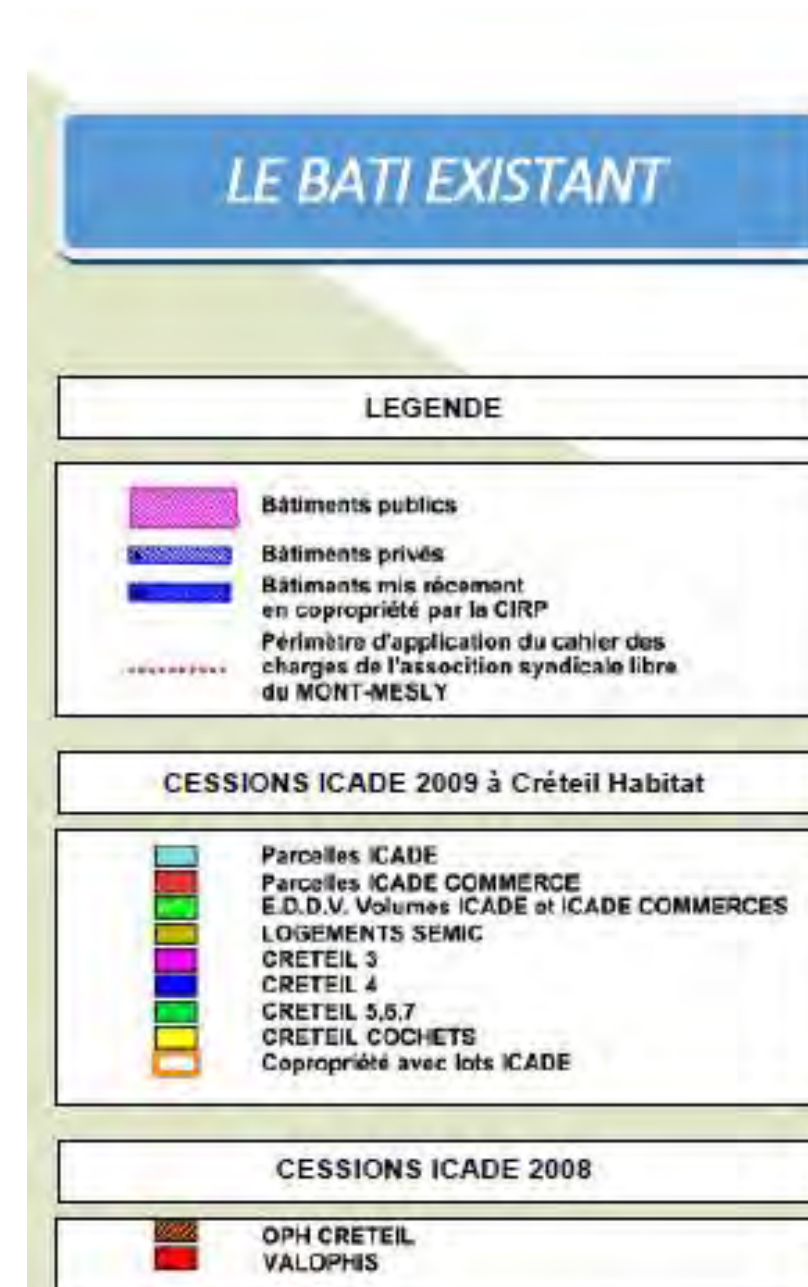 LE BATI EXISTANT
LEGENDE
Bâtiments publics
Bâtiments privés
Bâtiments mis récement
en copropriété par la CIRP
Périmètre d'application du cahier des
charges de l'assocition syndicale libre
du MONT-MESLY
CESSIONS ICADE 2009 à Créteil Habitat
Parcelles ICADE
Parcelles ICADE COMMERCE
E.D.D.V. Volumes ICADE et ICADE COMMERCES
LOGEMENTS SEMIC
CRETEIL 3
CRETEIL 4
CRETEIL 5,6,7
CRETEIL COCHETS
Copropriété avec lots ICADE
CESSIONS ICADE 2008
OPH CRETEIL
VALOPHIS